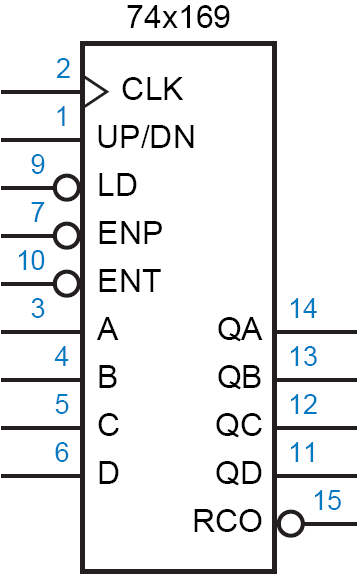 74x169
2 CLK
1 UP/DN
9 LD
7 ENP
10 ENT
3 A QA 14
4 B QB 13
5 C QC 12
6 D QD 11
RCO 15